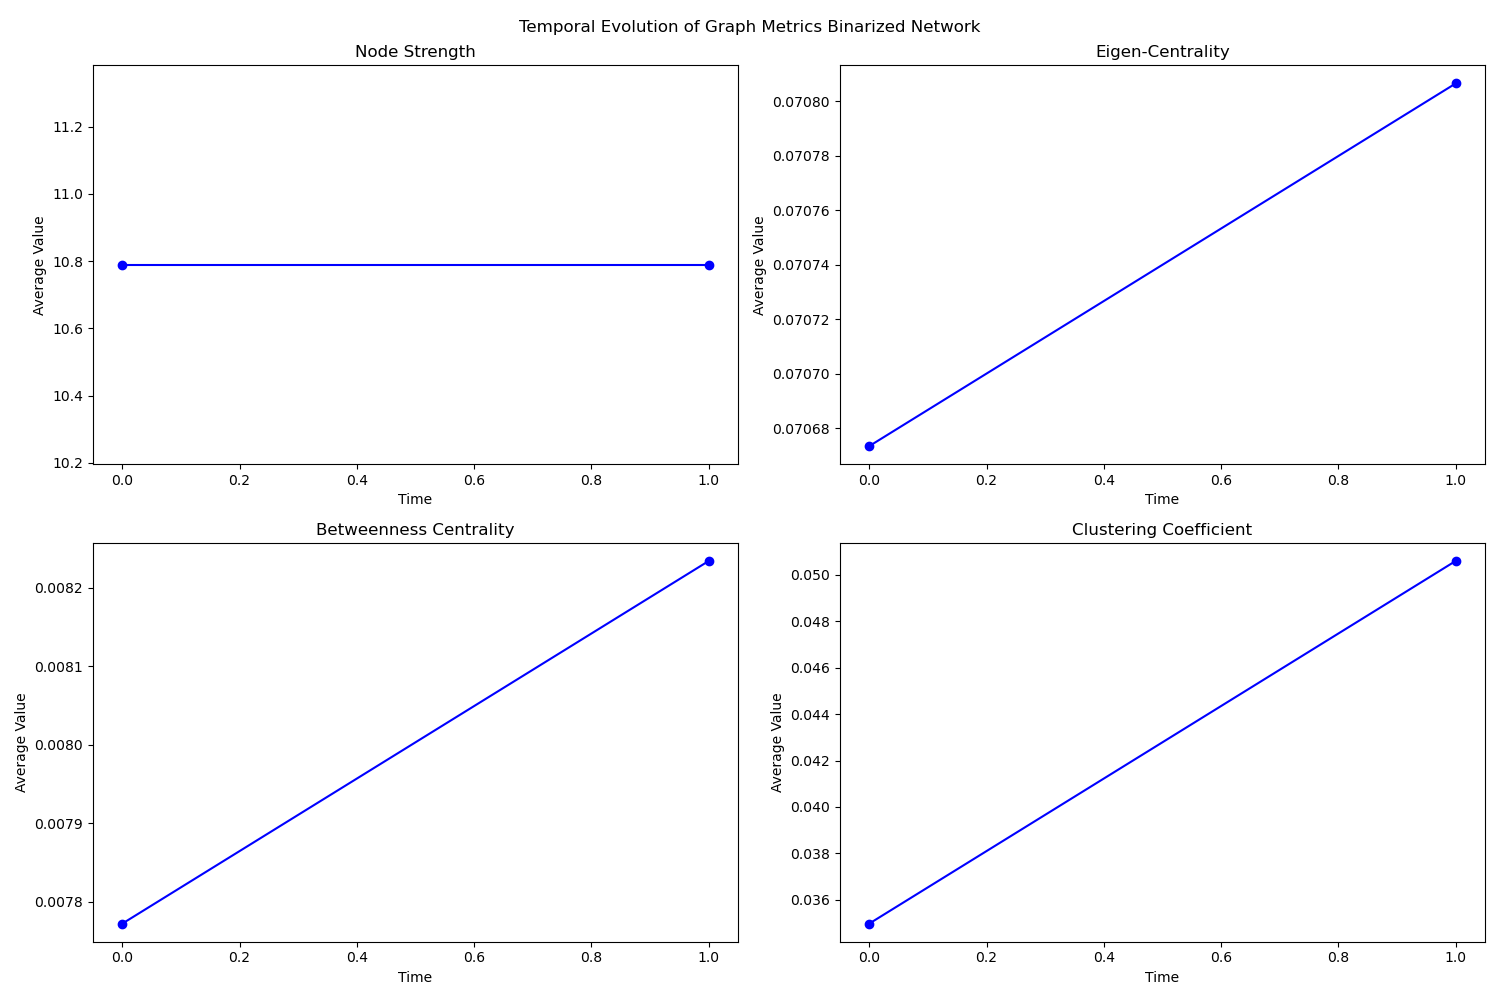 Temporal Evolution of Graph Metrics Binarized Network
Node Strength
Average Value
11.2
11.0
10.8
10.6
10.4
10.2
0.0 0.2 0.4 0.6 0.8 1.0
Time
Eigen-Centrality
Average Value
0.07080
0.07078
0.07076
0.07074
0.07072
0.07070
0.07068
0.0 0.2 0.4 0.6 0.8 1.0
Time
Betweenness Centrality
Average Value
0.0082
0.0081
0.0080
0.0079
0.0078
0.0 0.2 0.4 0.6 0.8 1.0
Time
Clustering Coefficient
Average Value
0.050
0.048
0.046
0.044
0.042
0.040
0.038
0.036
0.0 0.2 0.4 0.6 0.8 1.0
Time